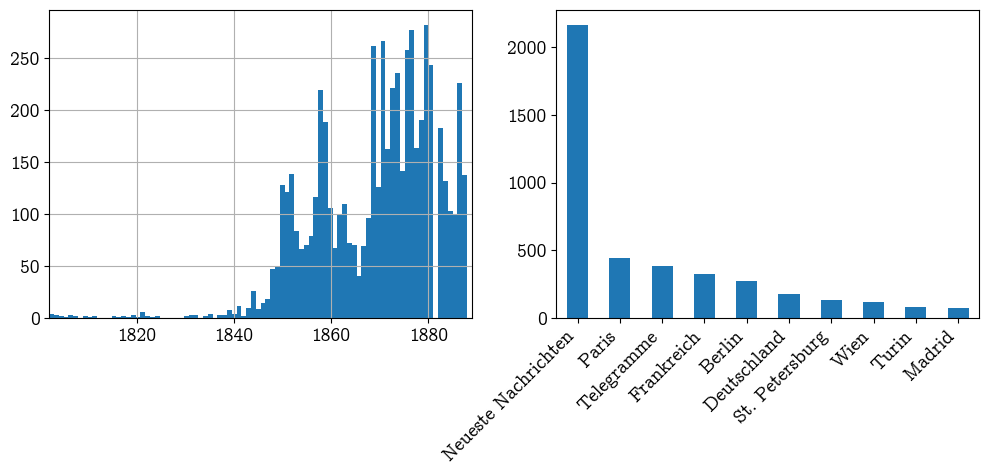 250
200
150
100
50
0
1820 1840 1860 1880
2000
1500
1000
500
0
Neueste Nachrichten
Paris
Telegramme
Frankreich
Berlin
Deutschland
St. Petersburg
Wien
Turin
Madrid